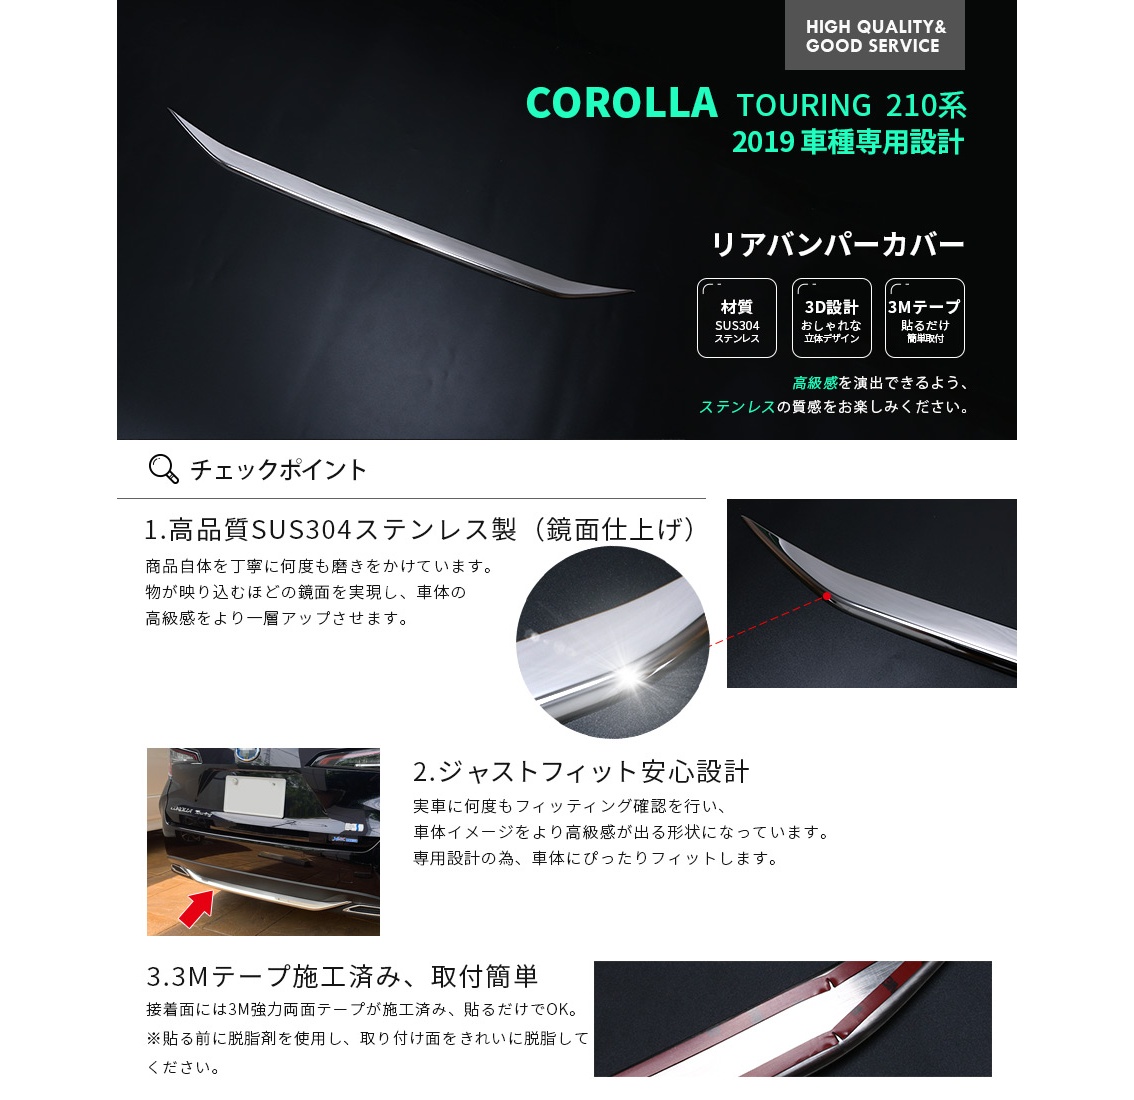 HIGH QUALITY&
GOOD SERVICE
COROLLA TOURING 210系
2019 車種専用設計
リアバンパーカバー
材質
SUS304
ステンレス
3D設計
おしゃれな
立体デザイン
3Mテープ
貼るだけ
簡単取付
高級感を演出できるよう、
ステンレスの質感をお楽しみください。
チェックポイント
1.高品質SUS304ステンレス製（鏡面仕上げ）
商品自体を丁寧に何度も磨きをかけています。
物が映り込むほどの鏡面を実現し、車体の
高級感をより一層アップさせます。
2.ジャストフィット安心設計
実車に何度もフィッティング確認を行い、
車体イメージをより高級感が出る形状になっています。
専用設計の為、車体にぴったりフィットします。
3.3Mテープ施工済み、取付簡単
接着面には3M強力両面テープが施工済み、貼るだけでOK。
※貼る前に脱脂剤を使用し、取り付け面をきれいに脱脂して
ください。